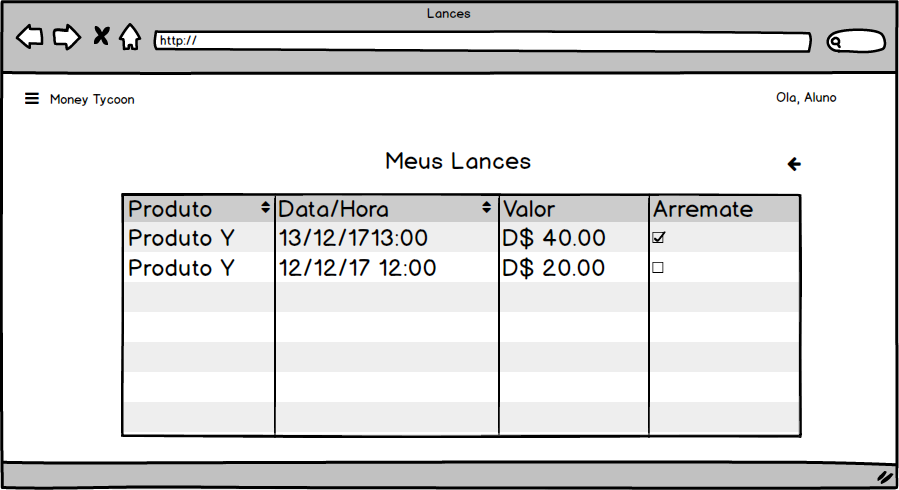 Lances
http://
Money Tycoon
Ola, Aluno
Meus Lances
Produto Data/Hora Valor Arremate
Produto Y 13/12/1713:00 D$ 40.00
Produto Y 12/12/17 12:00 D$ 20.00